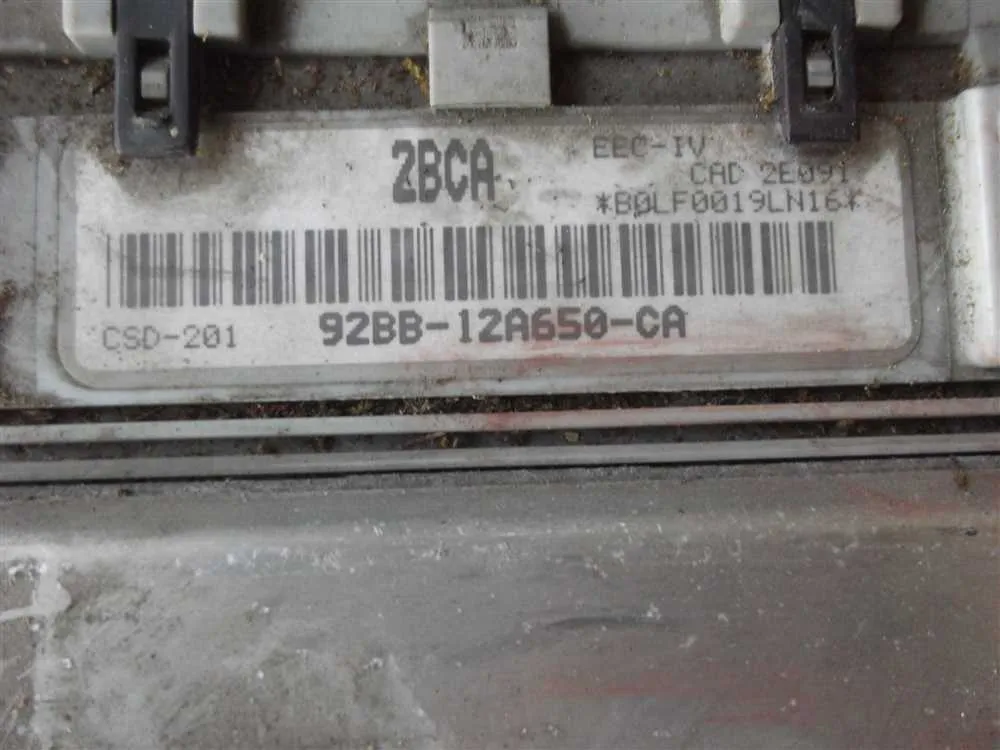 2BCA
EEC-IV
CAD 2E091
*B0LF0019LN16*
CSD-201
92BB-12A650-CA